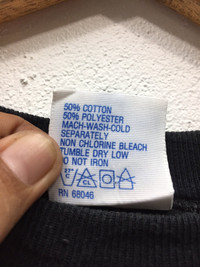 50% COTTON
50% POLYESTER
MACH-WASH-COLD
SEPARATELY
NON CHLORINE BLEACH
TUMBLE DRY LOW
DO NOT IRON
RN 68046